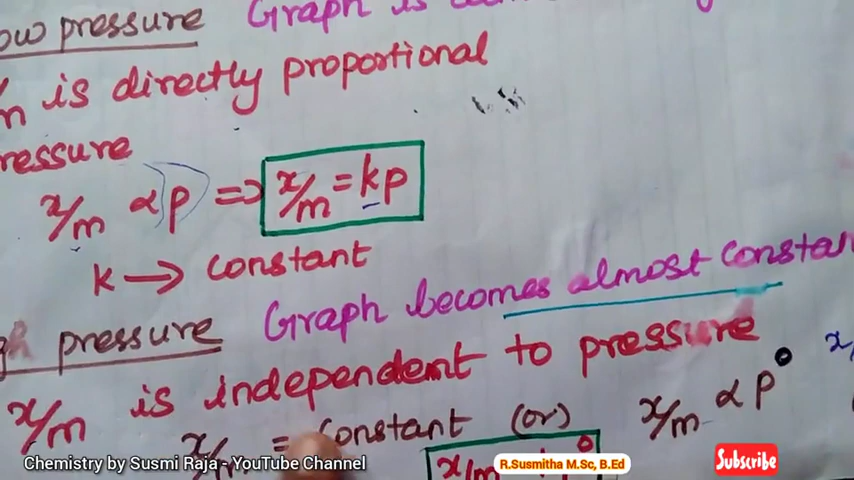 ow pressure Graph is
/m is directly proportional
ressure
x/m α p ⇒ x/m = kp
k → constant
pressure Graph becomes almost constan
x/m is independent to pressure
x/m = constant (or) x/m α p⁰
Chemistry by Susmi Raja - YouTube Channel
R.Susmitha M.Sc, B.Ed
Subscribe